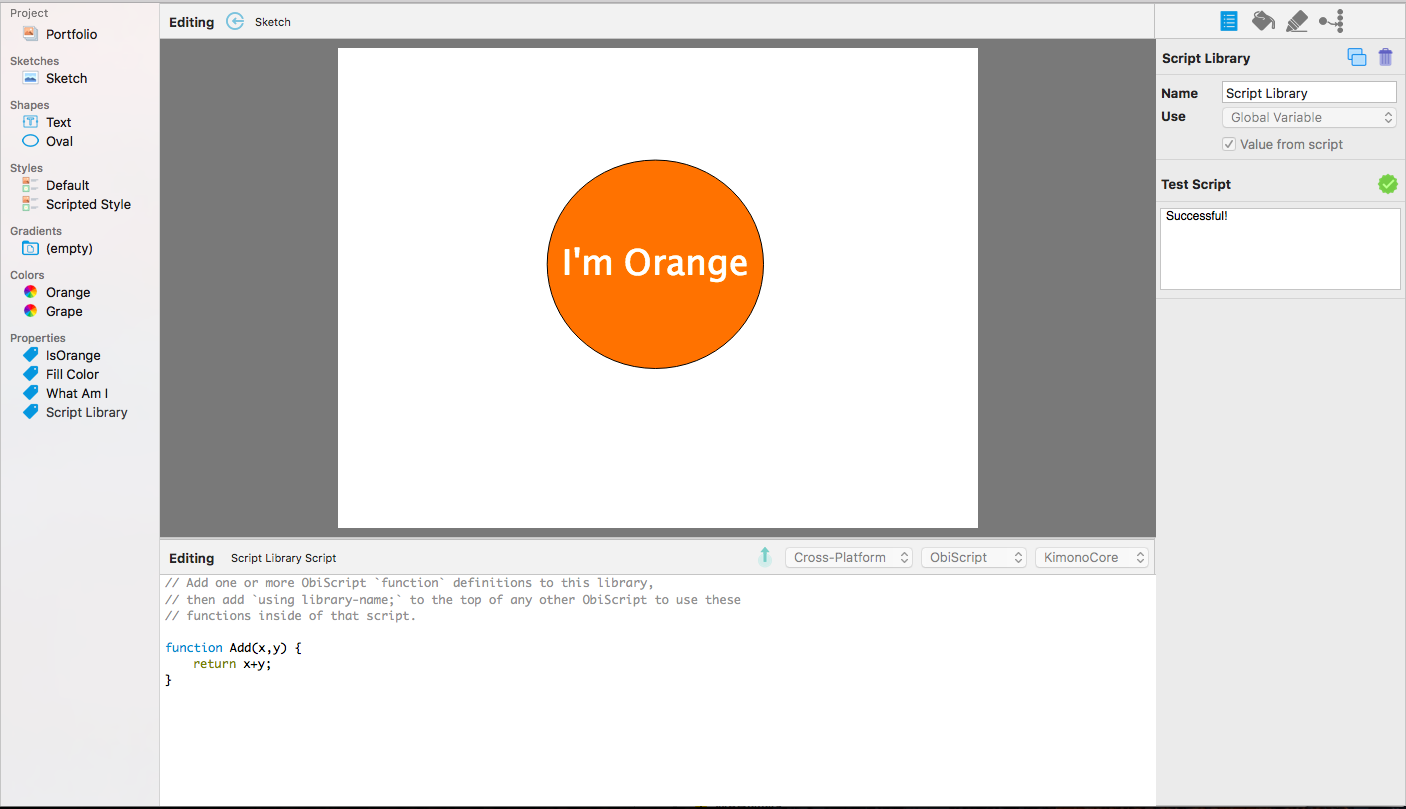 Project
Portfolio
Sketches
Sketch
Shapes
Text
Oval
Styles
Default
Scripted Style
Gradients
(empty)
Colors
Orange
Grape
Properties
IsOrange
Fill Color
What Am I
Script Library
Editing Sketch
I'm Orange
Editing Script Library Script Cross-Platform ObiScript KimonoCore
// Add one or more ObiScript `function` definitions to this library,
// then add `using library-name;` to the top of any other ObiScript to use these
// functions inside of that script.
function Add(x,y) {
return x+y;
}
Script Library
Name Script Library
Use Global Variable
Value from script
Test Script
Successful!